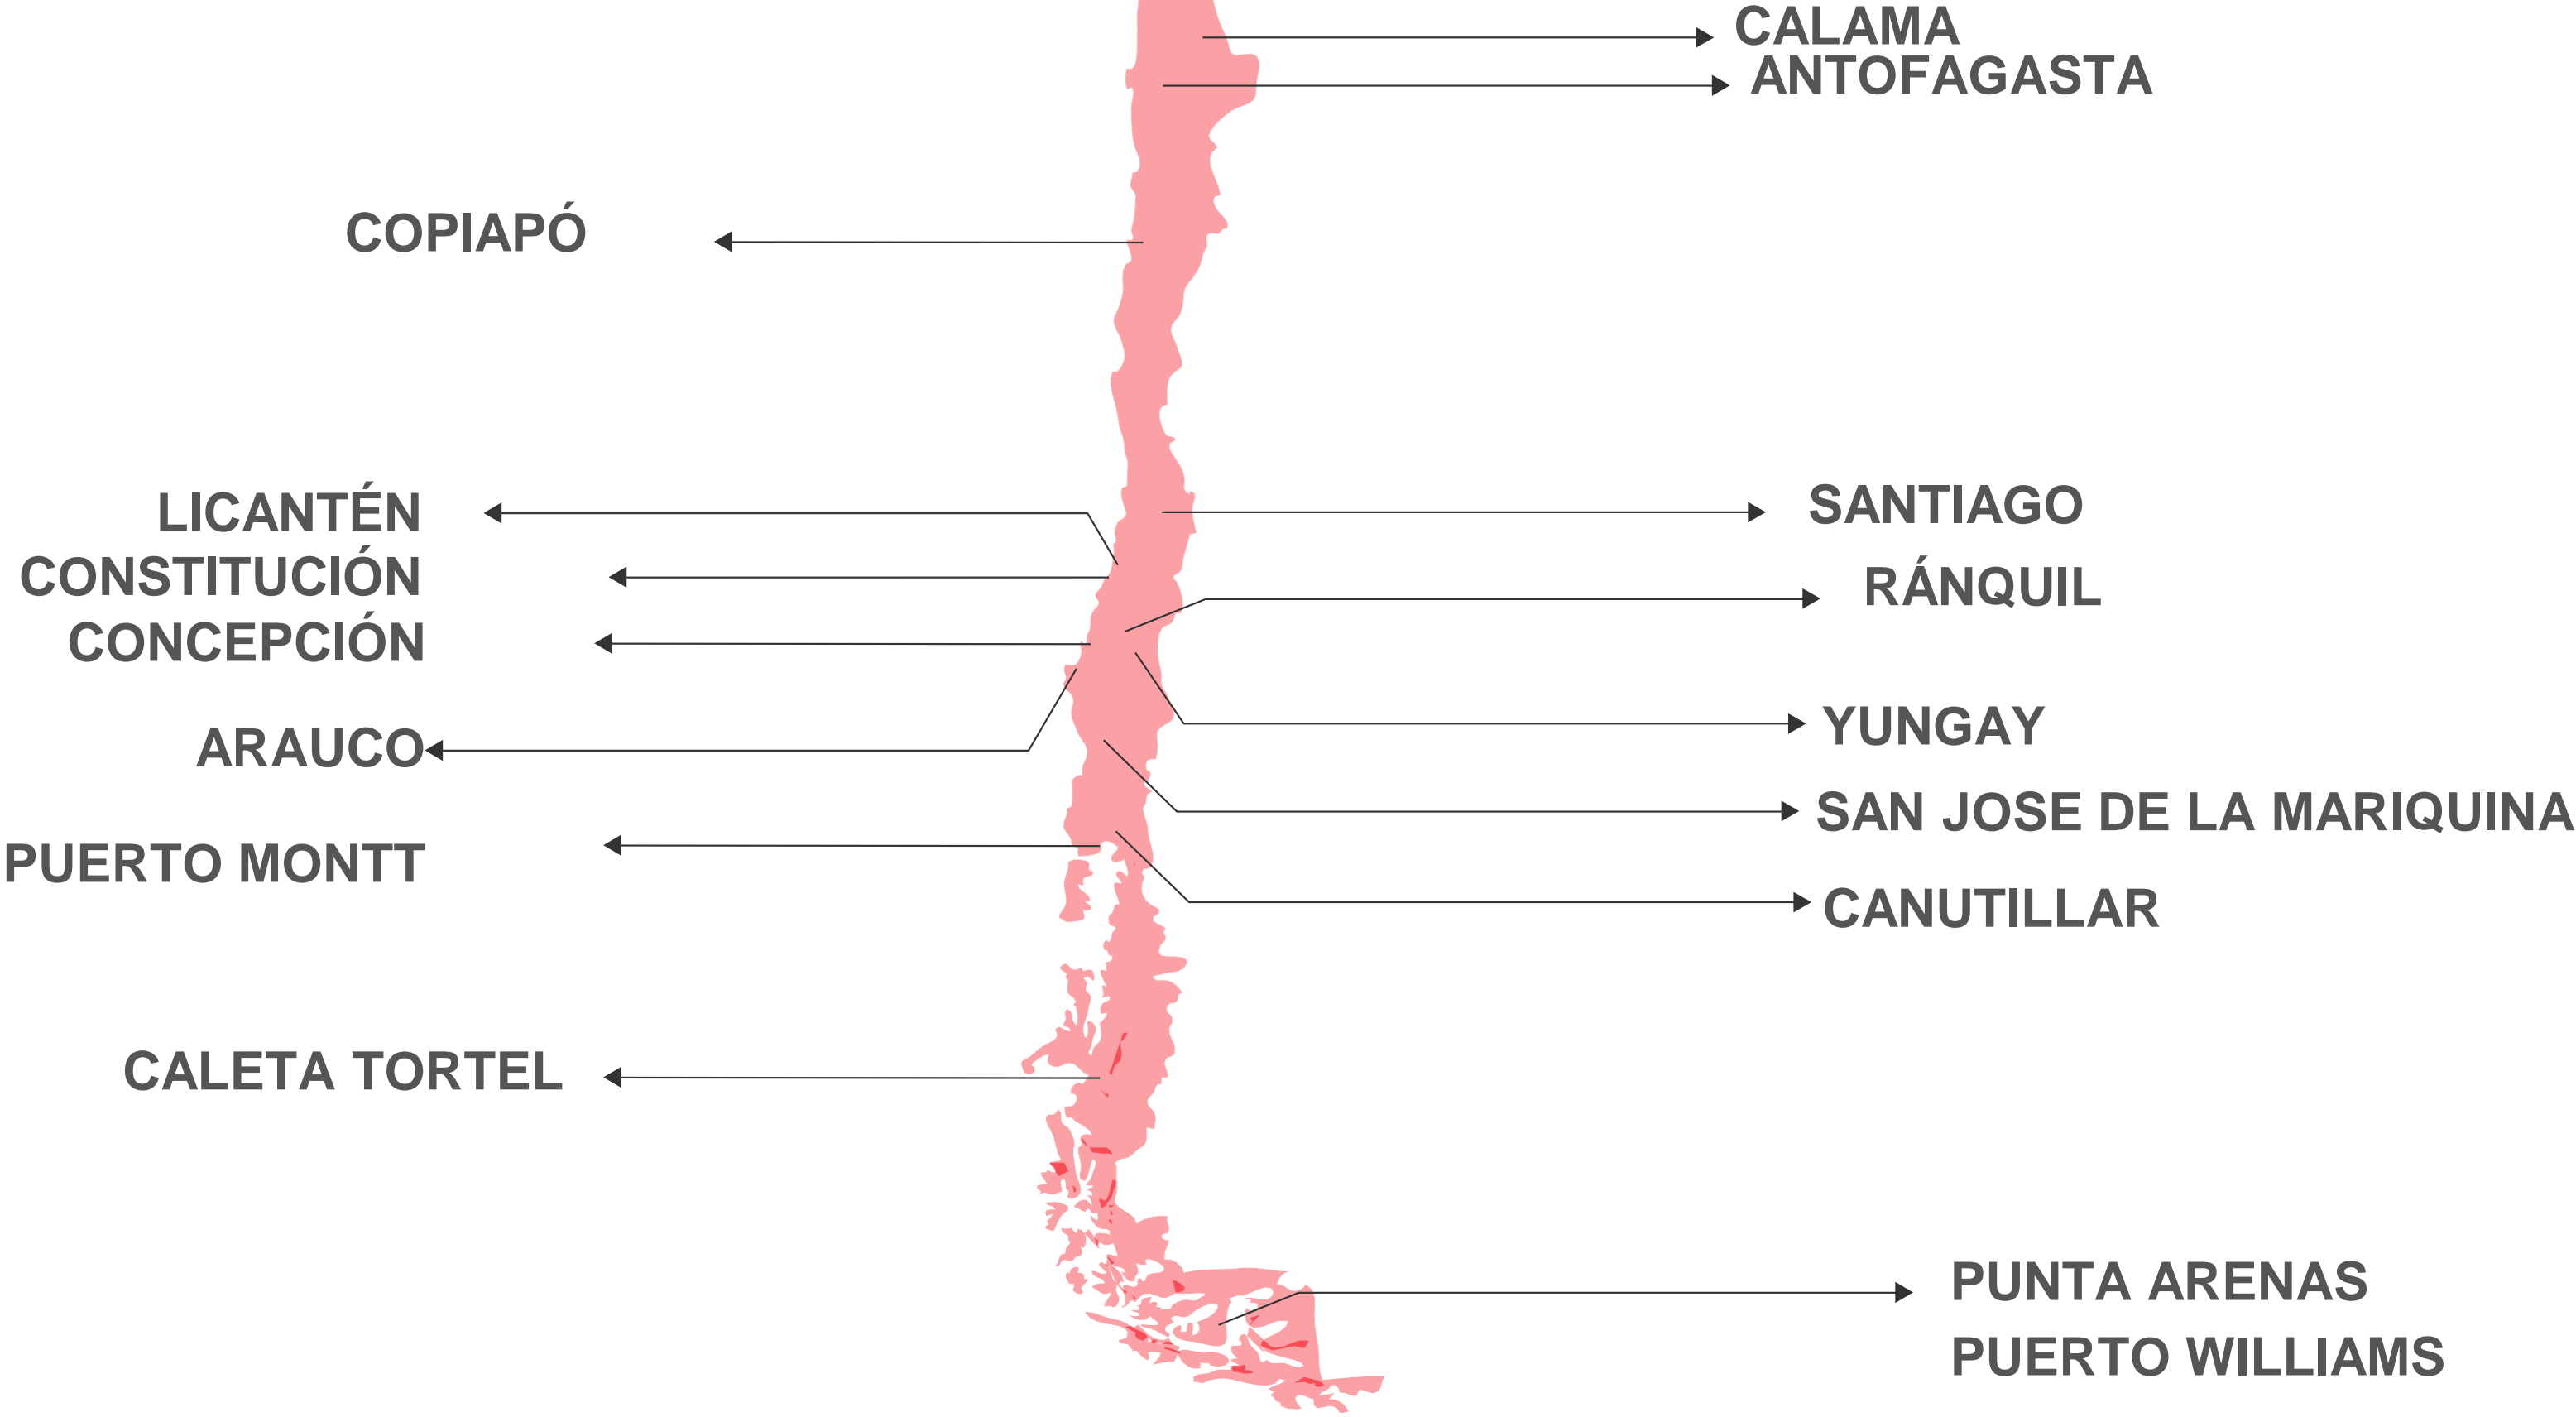 CALAMA
ANTOFAGASTA
COPIAPÓ
LICANTÉN
SANTIAGO
CONSTITUCIÓN
RÁNQUIL
CONCEPCIÓN
YUNGAY
ARAUCO
SAN JOSE DE LA MARIQUINA
PUERTO MONTT
CANUTILLAR
CALETA TORTEL
PUNTA ARENAS
PUERTO WILLIAMS